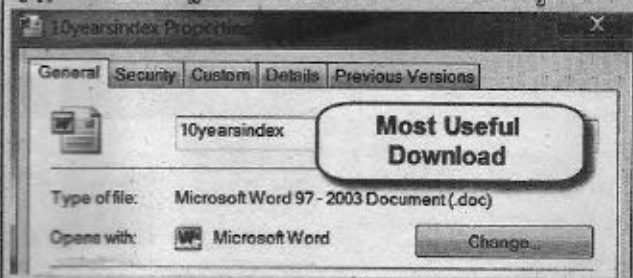 10yearsindex Properties
General Security Custom Details Previous Versions
10yearsindex
Most Useful
Download
Type of file: Microsoft Word 97 - 2003 Document (.doc)
Opens with: Microsoft Word Change...